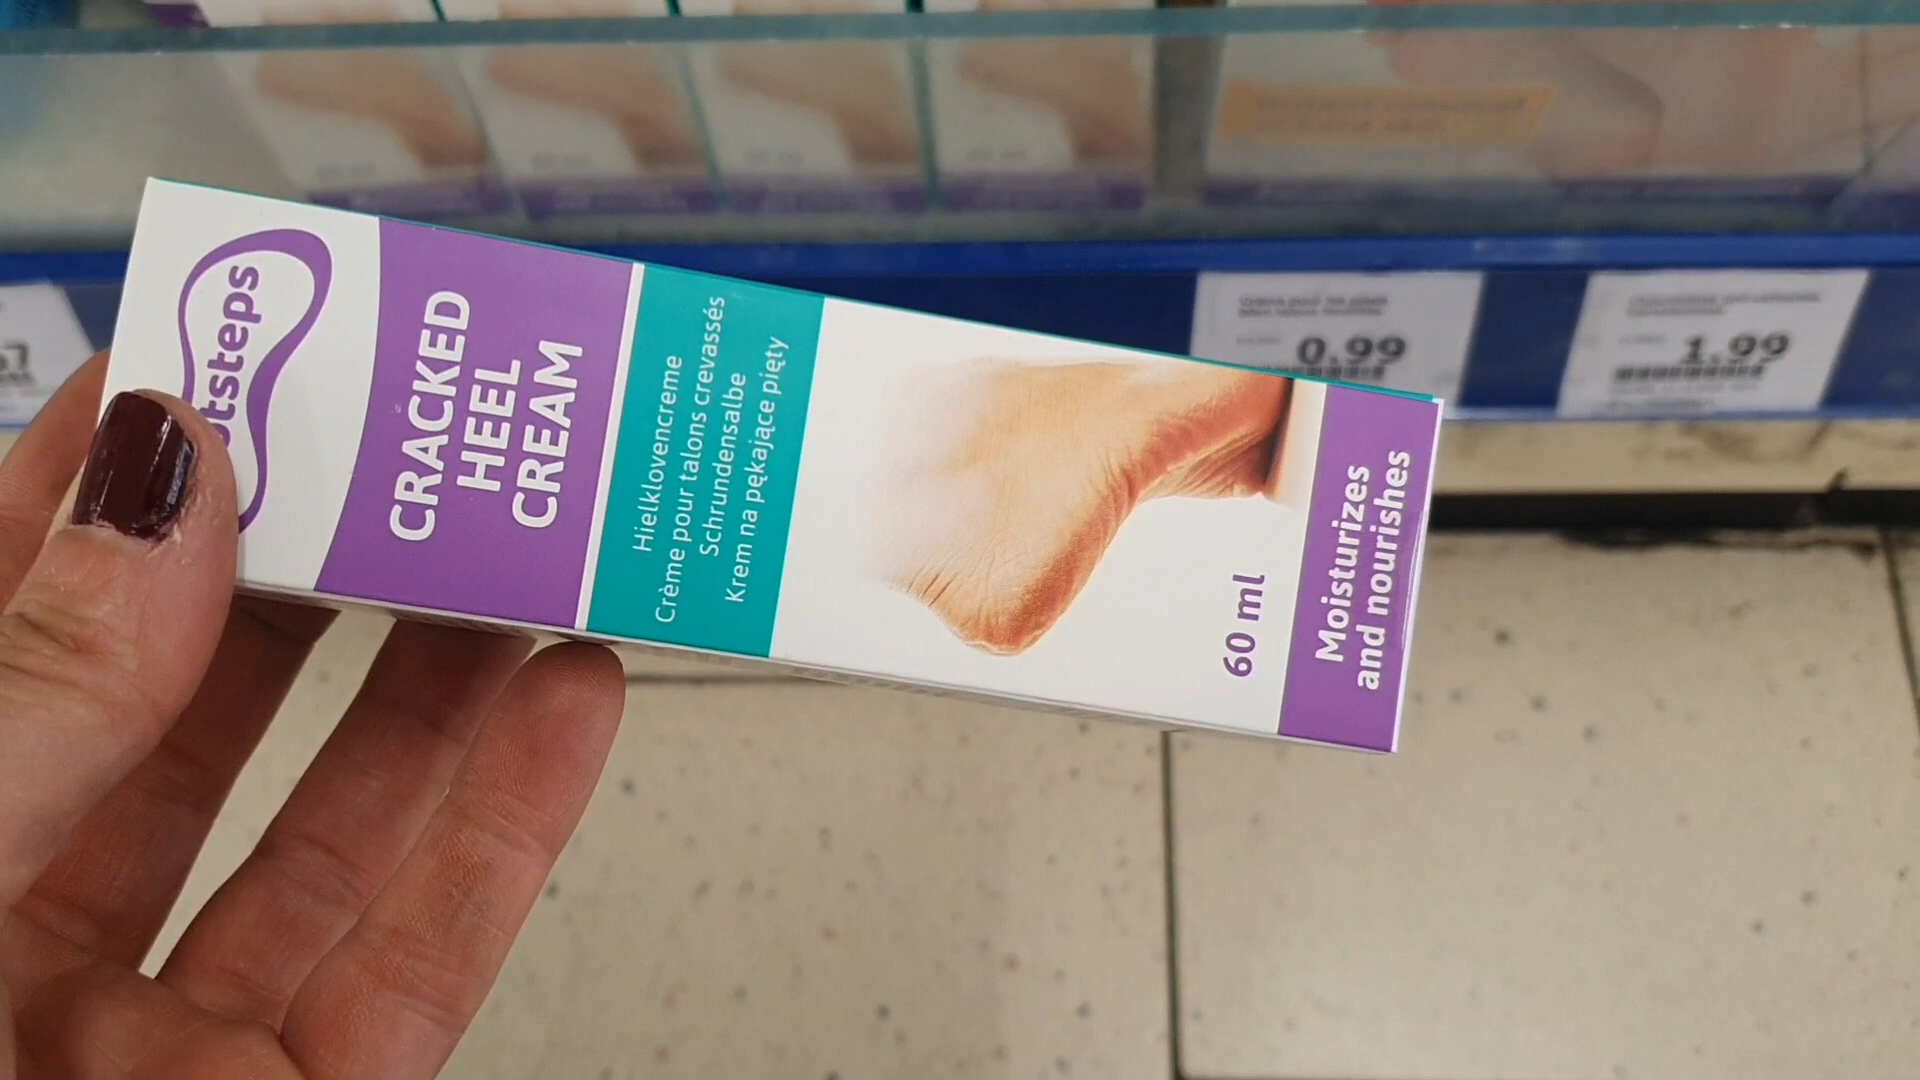 otsteps
CRACKED
HEEL
CREAM
Hielklovencreme
Crème pour talons crevassés
Schrundensalbe
Krem na pękające pięty
60 ml
Moisturizes
and nourishes
0.99
1.99